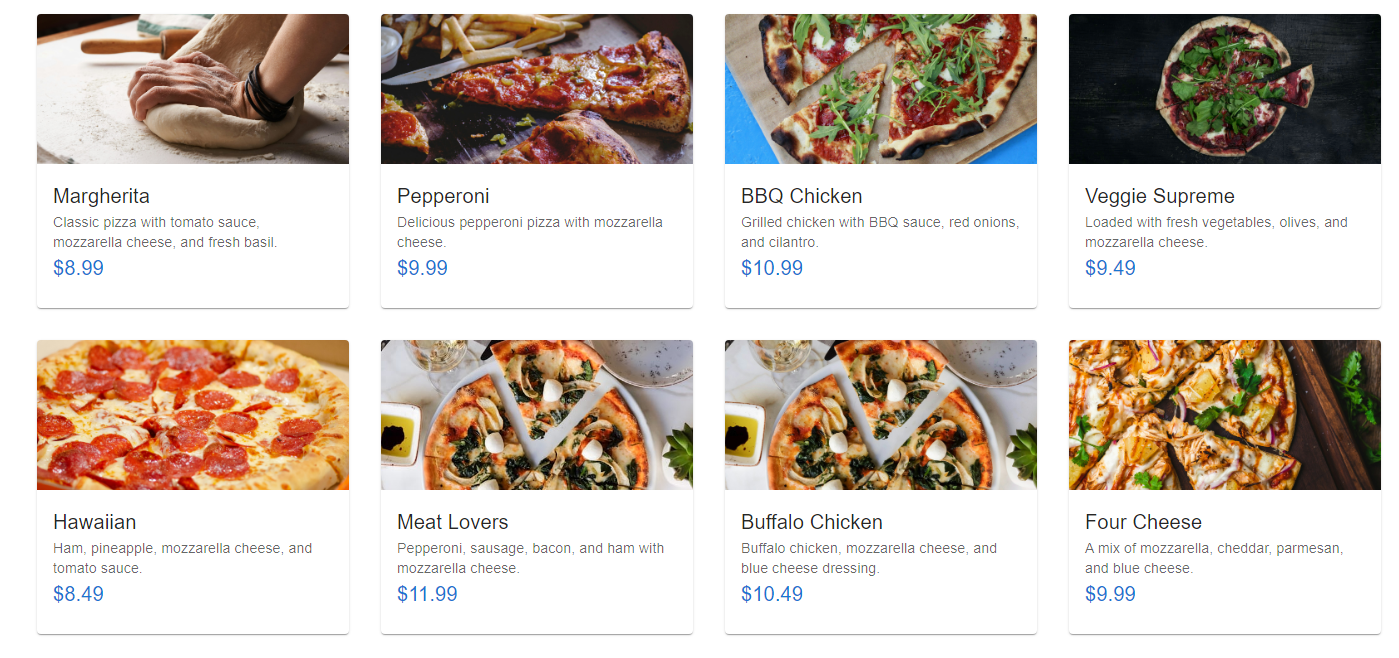 Margherita
Classic pizza with tomato sauce,
mozzarella cheese, and fresh basil.
$8.99
Pepperoni
Delicious pepperoni pizza with mozzarella
cheese.
$9.99
BBQ Chicken
Grilled chicken with BBQ sauce, red onions,
and cilantro.
$10.99
Veggie Supreme
Loaded with fresh vegetables, olives, and
mozzarella cheese.
$9.49
Hawaiian
Ham, pineapple, mozzarella cheese, and
tomato sauce.
$8.49
Meat Lovers
Pepperoni, sausage, bacon, and ham with
mozzarella cheese.
$11.99
Buffalo Chicken
Buffalo chicken, mozzarella cheese, and
blue cheese dressing.
$10.49
Four Cheese
A mix of mozzarella, cheddar, parmesan,
and blue cheese.
$9.99